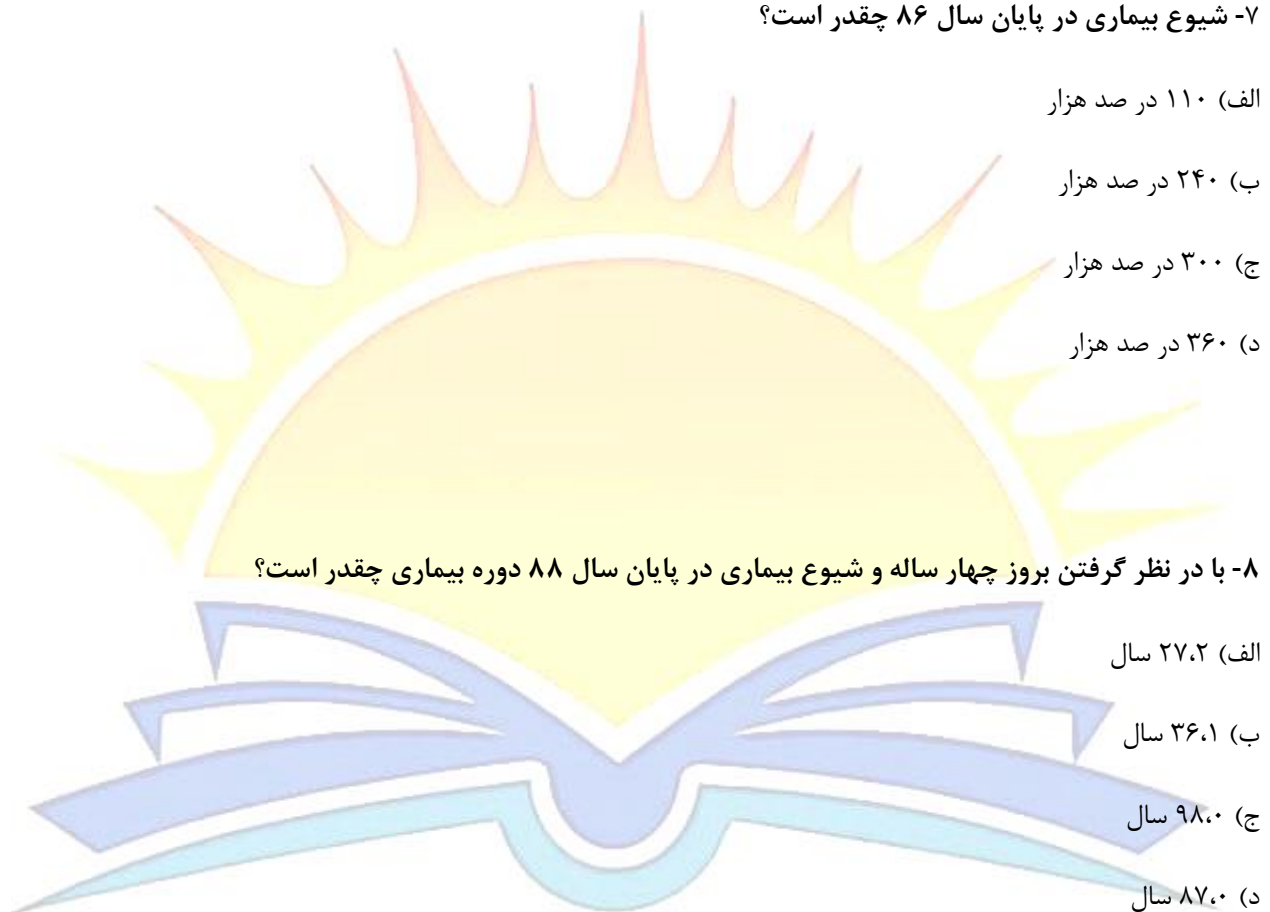 ۷- شیوع بیماری در پایان سال ۸۶ چقدر است؟
الف) ۱۱۰ در صد هزار
ب) ۲۴۰ در صد هزار
ج) ۳۰۰ در صد هزار
د) ۳۶۰ در صد هزار
۸- با در نظر گرفتن بروز چهار ساله و شیوع بیماری در پایان سال ۸۸ دوره بیماری چقدر است؟
الف) ۲۷،۲ سال
ب) ۳۶،۱ سال
ج) ۹۸،۰ سال
د) ۸۷،۰ سال